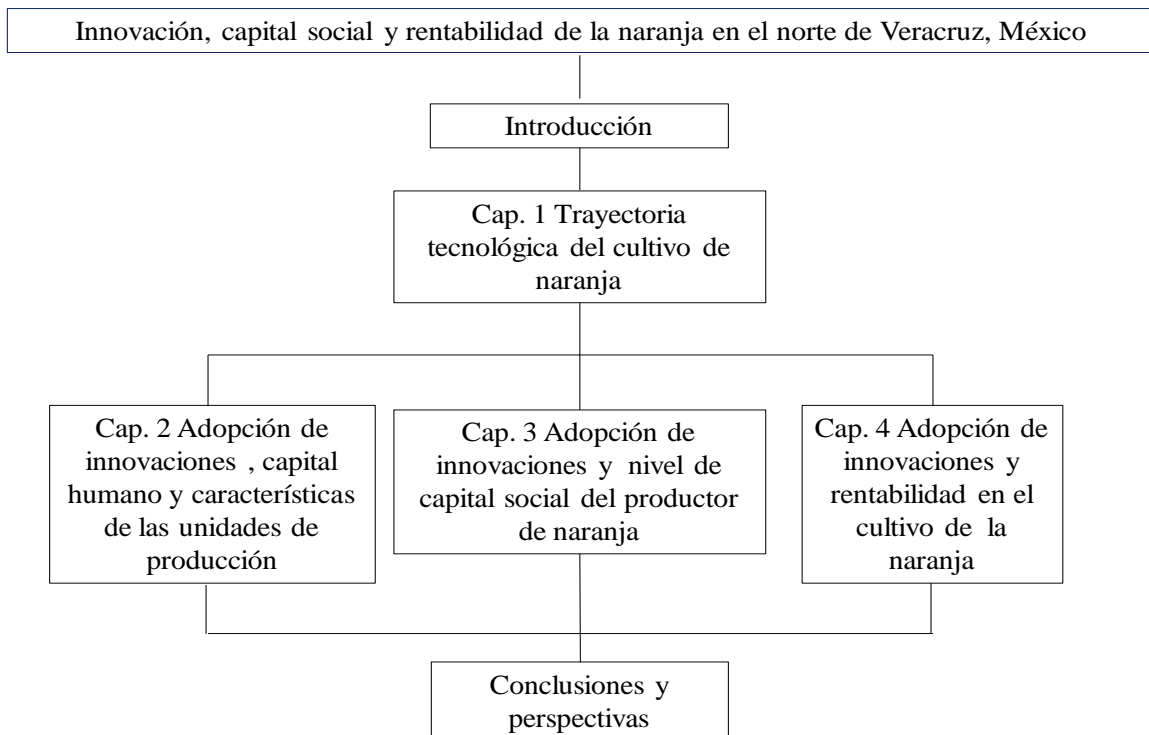 Innovación, capital social y rentabilidad de la naranja en el norte de Veracruz, México
Introducción
Cap. 1 Trayectoria
tecnológica del cultivo de
naranja
Cap. 2 Adopción de
innovaciones , capital
humano y características
de las unidades de
producción
Cap. 3 Adopción de
innovaciones y nivel de
capital social del productor
de naranja
Cap. 4 Adopción de
innovaciones y
rentabilidad en el
cultivo de la
naranja
Conclusiones y
perspectivas